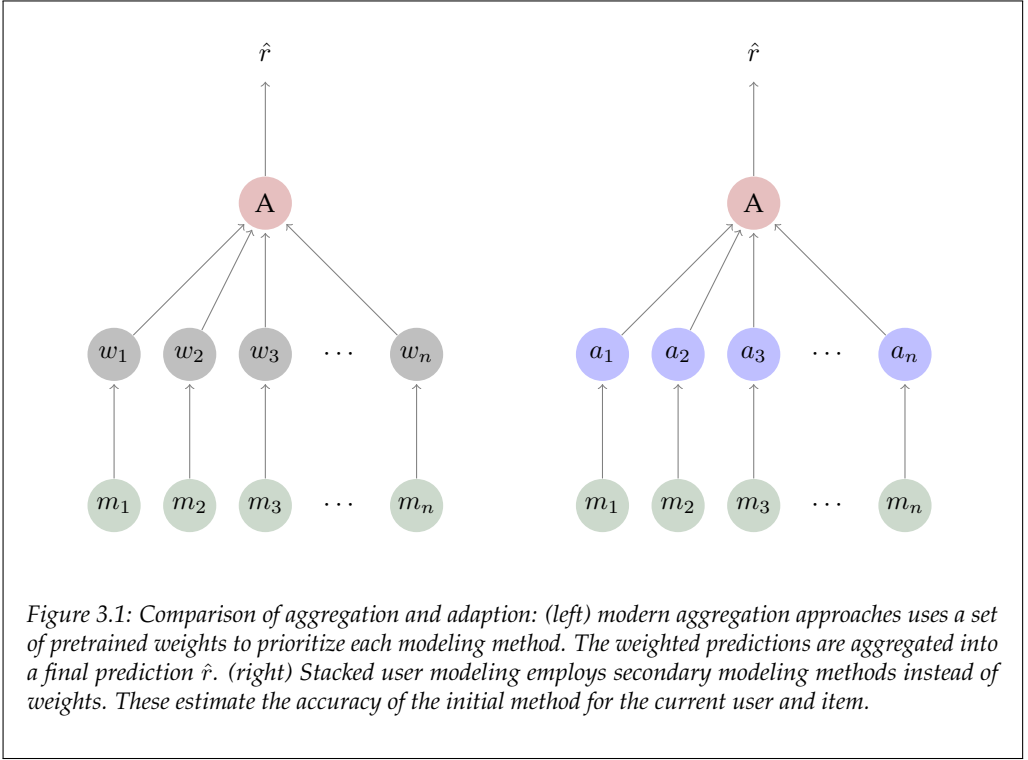 r̂ r̂
A A
w₁ w₂ w₃ ⋯ wₙ a₁ a₂ a₃ ⋯ aₙ
m₁ m₂ m₃ ⋯ mₙ m₁ m₂ m₃ ⋯ mₙ
Figure 3.1: Comparison of aggregation and adaption: (left) modern aggregation approaches uses a set
of pretrained weights to prioritize each modeling method. The weighted predictions are aggregated into
a final prediction r̂. (right) Stacked user modeling employs secondary modeling methods instead of
weights. These estimate the accuracy of the initial method for the current user and item.